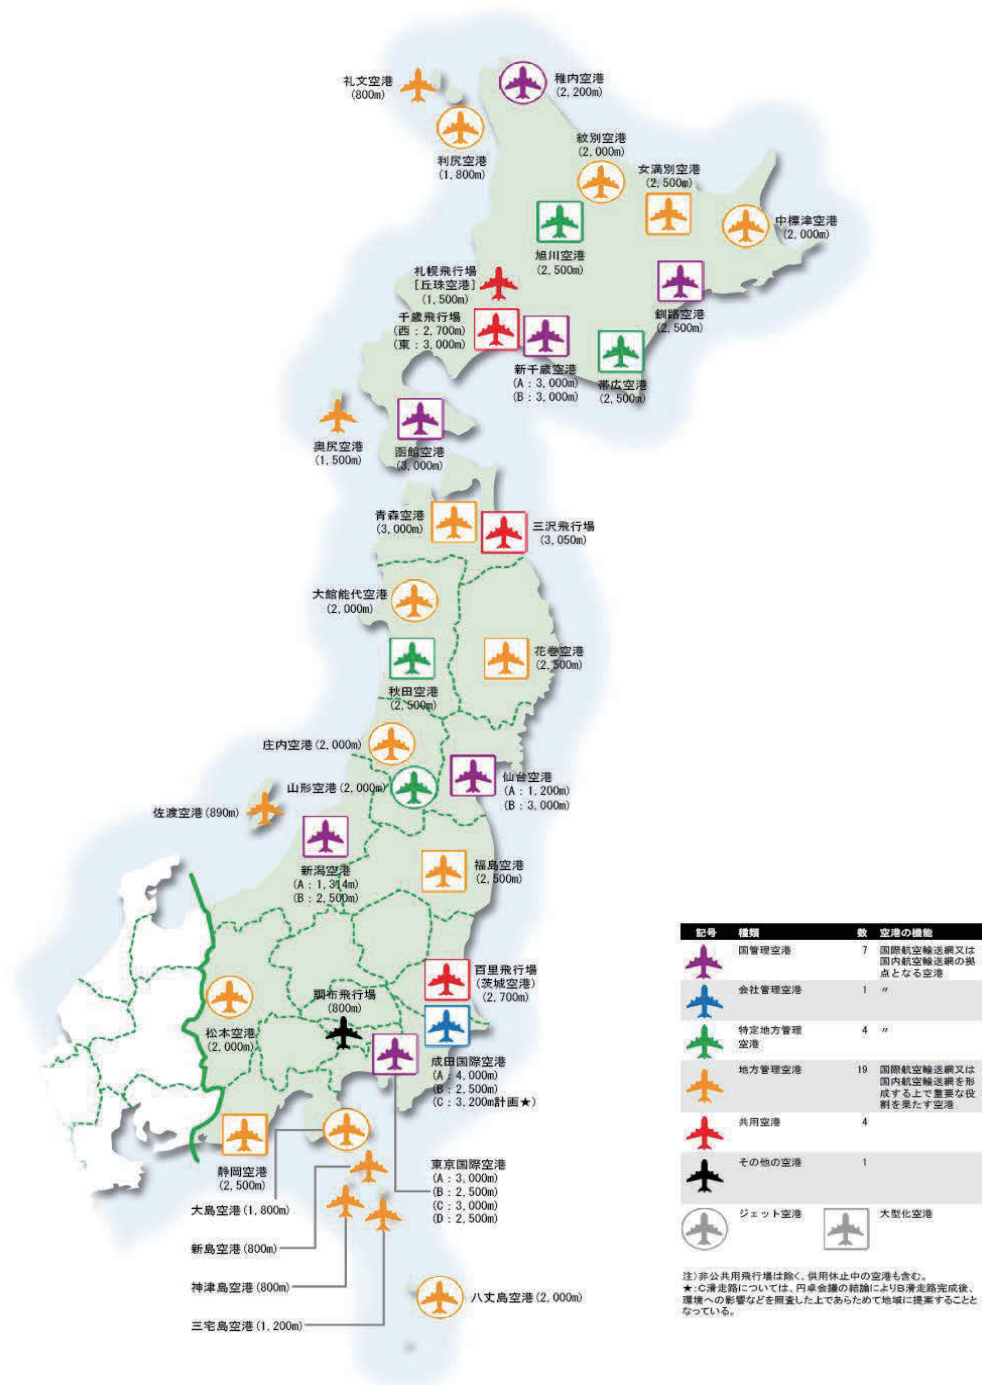 礼文空港
(800m)
稚内空港
(2,200m)
利尻空港
(1,800m)
紋別空港
(2,000m)
女満別空港
(2,500m)
中標津空港
(2,000m)
旭川空港
(2,500m)
札幌飛行場
[丘珠空港]
(1,500m)
釧路空港
(2,500m)
千歳飛行場
(西：2,700m)
(東：3,000m)
新千歳空港
(A：3,000m)
(B：3,000m)
帯広空港
(2,500m)
奥尻空港
(1,500m)
函館空港
(3,000m)
青森空港
(3,000m)
三沢飛行場
(3,050m)
大館能代空港
(2,000m)
花巻空港
(2,500m)
秋田空港
(2,500m)
庄内空港(2,000m)
山形空港(2,000m)
仙台空港
(A：1,200m)
(B：3,000m)
佐渡空港(890m)
新潟空港
(A：1,314m)
(B：2,500m)
福島空港
(2,500m)
百里飛行場
(茨城空港)
(2,700m)
調布飛行場
(800m)
松本空港
(2,000m)
成田国際空港
(A：4,000m)
(B：2,500m)
(C：3,200m計画★)
静岡空港
(2,500m)
東京国際空港
(A：3,000m)
(B：2,500m)
(C：3,000m)
(D：2,500m)
大島空港(1,800m)
新島空港(800m)
神津島空港(800m)
三宅島空港(1,200m)
八丈島空港(2,000m)
記号 種類 数 空港の機能
国管理空港 7 国際航空輸送網又は
国内航空輸送網の拠
点となる空港
会社管理空港 1 〃
特定地方管理 4 〃
空港
地方管理空港 19 国際航空輸送網又は
国内航空輸送網を形
成する上で重要な役
割を果たす空港
共用空港 4
その他の空港 1
ジェット空港 大型化空港
注)非公共用飛行場は除く、供用休止中の空港も含む。
★:C滑走路については、円卓会議の結論によりB滑走路完成後、
環境への影響などを照査した上であらためて地域に提案することと
なっている。